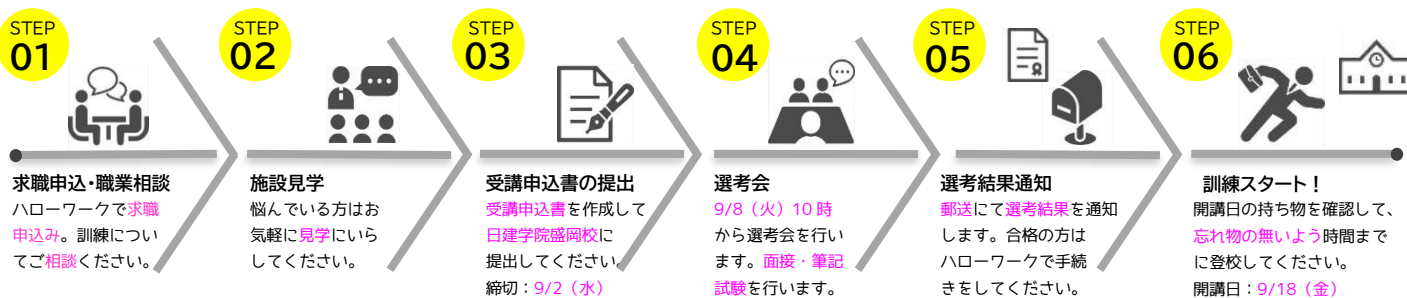 STEP
01
求職申込・職業相談
ハローワークで求職
申込み。訓練につい
てご相談ください。
STEP
02
施設見学
悩んでいる方はお
気軽に見学にいら
してください。
STEP
03
受講申込書の提出
受講申込書を作成して
日建学院盛岡校に
提出してください。
締切：9/2（水）
STEP
04
選考会
9/8（火）10 時
から選考会を行い
ます。面接・筆記
試験を行います。
STEP
05
選考結果通知
郵送にて選考結果を通知
します。合格の方は
ハローワークで手続
きをしてください。
STEP
06
訓練スタート！
開講日の持ち物を確認して、
忘れ物の無いよう時間まで
に登校してください。
開講日：9/18（金）